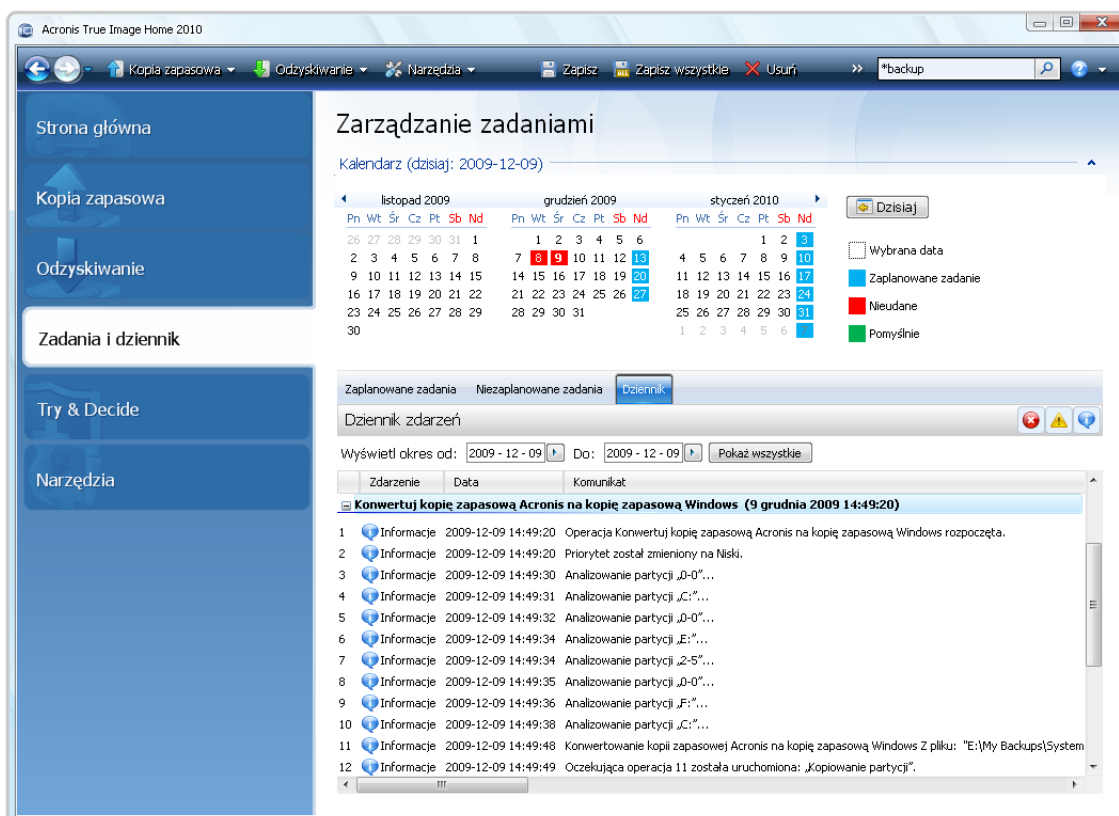 Acronis True Image Home 2010
Kopia zapasowa Odzyskiwanie Narzędzia Zapisz Zapisz wszystkie Usuń *backup
Strona główna
Kopia zapasowa
Odzyskiwanie
Zadania i dziennik
Try & Decide
Narzędzia
Zarządzanie zadaniami
Kalendarz (dzisiaj: 2009-12-09)
listopad 2009
Pn Wt Śr Cz Pt Sb Nd
26 27 28 29 30 31 1
2 3 4 5 6 7 8
9 10 11 12 13 14 15
16 17 18 19 20 21 22
23 24 25 26 27 28 29
30
grudzień 2009
Pn Wt Śr Cz Pt Sb Nd
1 2 3 4 5 6
7 8 9 10 11 12 13
14 15 16 17 18 19 20
21 22 23 24 25 26 27
28 29 30 31
styczeń 2010
Pn Wt Śr Cz Pt Sb Nd
1 2 3
4 5 6 7 8 9 10
11 12 13 14 15 16 17
18 19 20 21 22 23 24
25 26 27 28 29 30 31
1 2 3 4 5 6 7
Dzisiaj
Wybrana data
Zaplanowane zadanie
Nieudane
Pomyślnie
Zaplanowane zadania Niezaplanowane zadania Dziennik
Dziennik zdarzeń
Wyświetl okres od: 2009 - 12 - 09 Do: 2009 - 12 - 09 Pokaż wszystkie
Zdarzenie Data Komunikat
Konwertuj kopię zapasową Acronis na kopię zapasową Windows (9 grudnia 2009 14:49:20)
1 Informacje 2009-12-09 14:49:20 Operacja Konwertuj kopię zapasową Acronis na kopię zapasową Windows rozpoczęta.
2 Informacje 2009-12-09 14:49:20 Priorytet został zmieniony na Niski.
3 Informacje 2009-12-09 14:49:30 Analizowanie partycji „0-0”...
4 Informacje 2009-12-09 14:49:31 Analizowanie partycji „C:”...
5 Informacje 2009-12-09 14:49:32 Analizowanie partycji „0-0”...
6 Informacje 2009-12-09 14:49:34 Analizowanie partycji „E:”...
7 Informacje 2009-12-09 14:49:34 Analizowanie partycji „2-5”...
8 Informacje 2009-12-09 14:49:35 Analizowanie partycji „0-0”...
9 Informacje 2009-12-09 14:49:36 Analizowanie partycji „F:”...
10 Informacje 2009-12-09 14:49:38 Analizowanie partycji „C:”...
11 Informacje 2009-12-09 14:49:48 Konwertowanie kopii zapasowej Acronis na kopię zapasową Windows Z pliku: "E:\My Backups\System
12 Informacje 2009-12-09 14:49:49 Oczekująca operacja 11 została uruchomiona: „Kopiowanie partycji”.